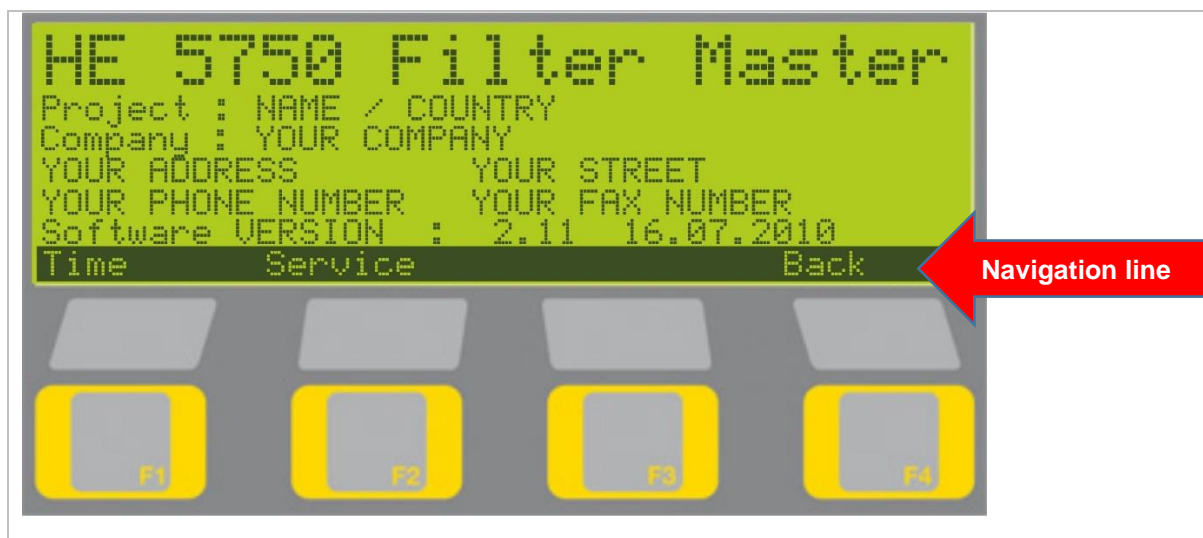 HE 5750 Filter Master
Project : NAME / COUNTRY
Company : YOUR COMPANY
YOUR ADDRESS YOUR STREET
YOUR PHONE NUMBER YOUR FAX NUMBER
Software VERSION : 2.11 16.07.2010
Time Service Back
Navigation line
F1 F2 F3 F4